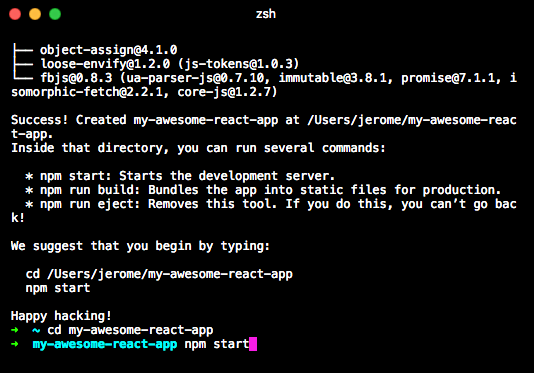 zsh
├── object-assign@4.1.0
├── loose-envify@1.2.0 (js-tokens@1.0.3)
└── fbjs@0.8.3 (ua-parser-js@0.7.10, immutable@3.8.1, promise@7.1.1, i
somorphic-fetch@2.2.1, core-js@1.2.7)
Success! Created my-awesome-react-app at /Users/jerome/my-awesome-reac
t-app.
Inside that directory, you can run several commands:
* npm start: Starts the development server.
* npm run build: Bundles the app into static files for production.
* npm run eject: Removes this tool. If you do this, you can’t go bac
k!
We suggest that you begin by typing:
cd /Users/jerome/my-awesome-react-app
npm start
Happy hacking!
➜ ~ cd my-awesome-react-app
➜ my-awesome-react-app npm start